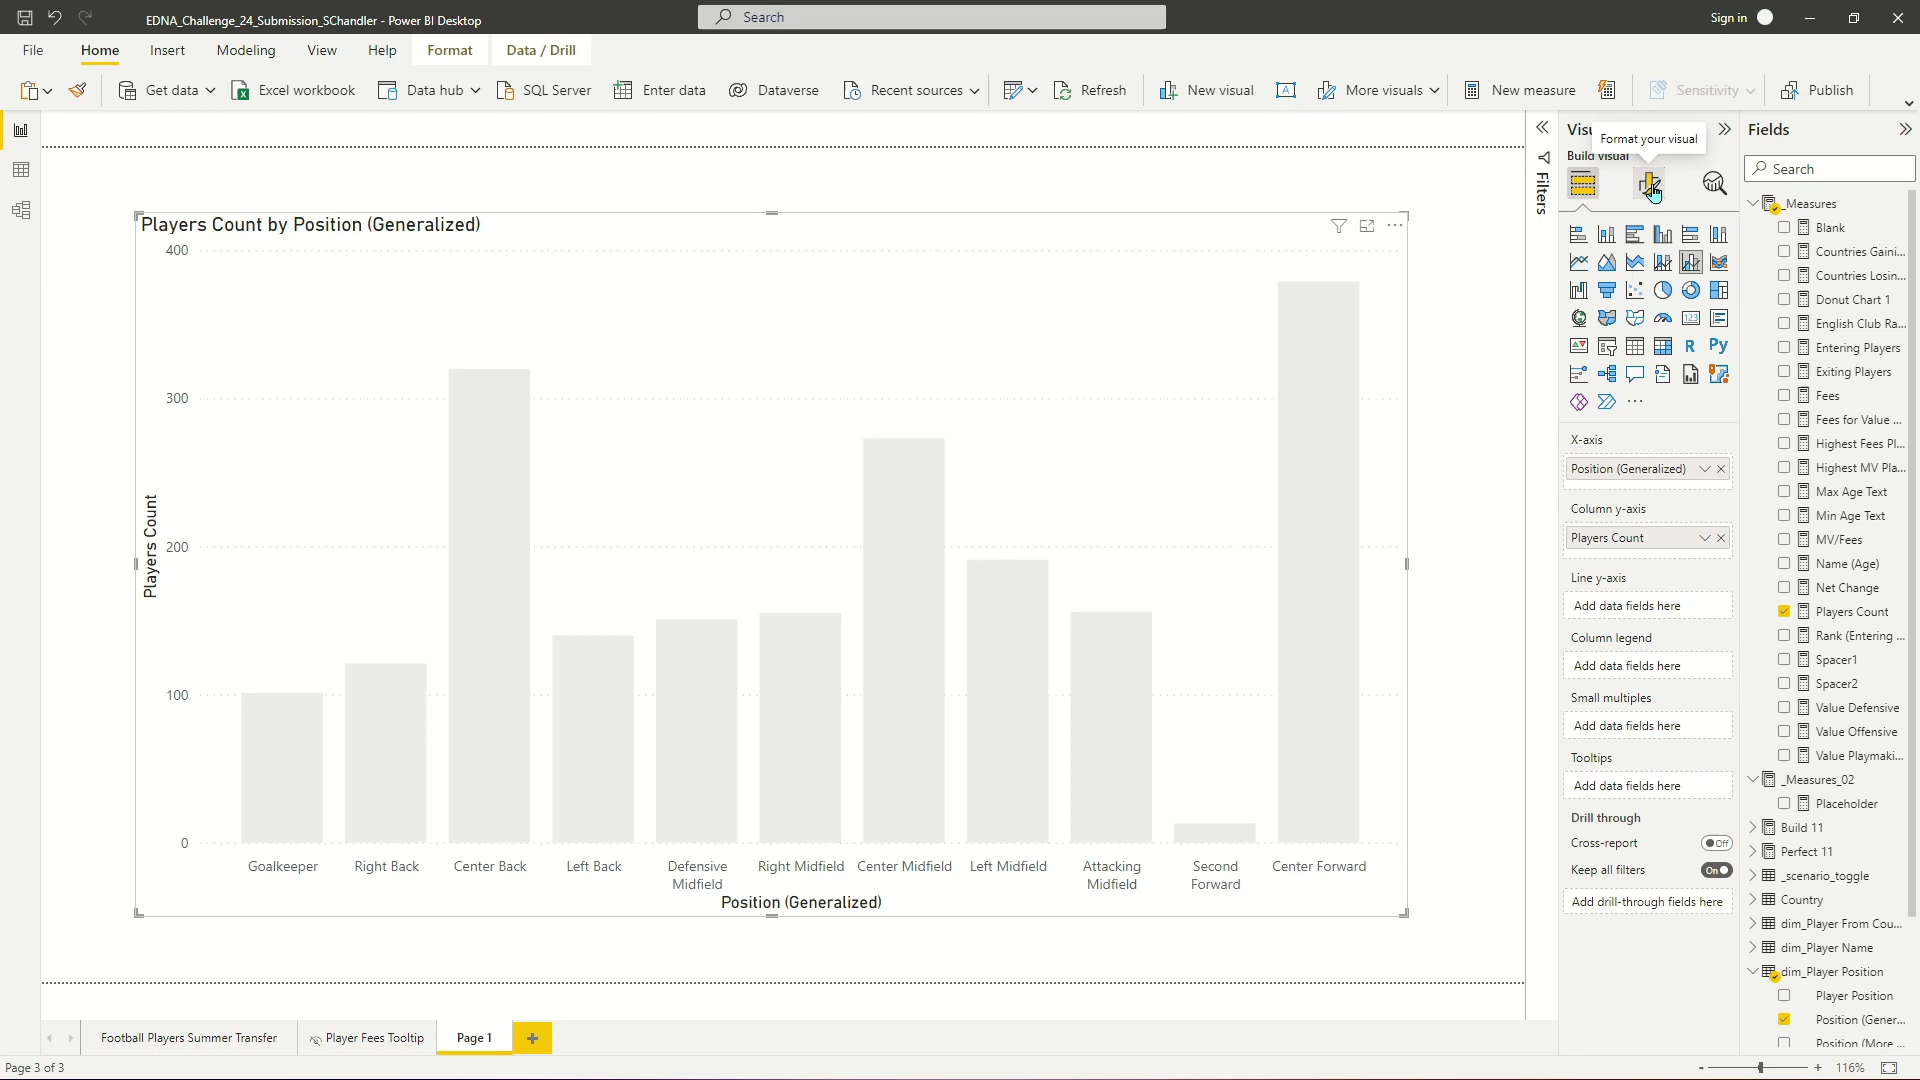 EDNA_Challenge_24_Submission_SChandler - Power BI Desktop
Search
Sign in
File
Home
Insert
Modeling
View
Help
Format
Data / Drill
Get data
Excel workbook
Data hub
SQL Server
Enter data
Dataverse
Recent sources
Refresh
New visual
More visuals
New measure
Sensitivity
Publish
Players Count by Position (Generalized)
400
300
200
100
0
Players Count
Goalkeeper
Right Back
Center Back
Left Back
Defensive
Midfield
Right Midfield
Center Midfield
Left Midfield
Attacking
Midfield
Second
Forward
Center Forward
Position (Generalized)
Filters
Format your visual
Build visual
R
Py
123
X-axis
Position (Generalized)
Column y-axis
Players Count
Line y-axis
Add data fields here
Column legend
Add data fields here
Small multiples
Add data fields here
Tooltips
Add data fields here
Drill through
Cross-report
Off
Keep all filters
On
Add drill-through fields here
Fields
Search
_Measures
Blank
Countries Gaini...
Countries Losin...
Donut Chart 1
English Club Ra...
Entering Players
Exiting Players
Fees
Fees for Value ...
Highest Fees Pl...
Highest MV Pla...
Max Age Text
Min Age Text
MV/Fees
Name (Age)
Net Change
Players Count
Rank (Entering ...
Spacer1
Spacer2
Value Defensive
Value Offensive
Value Playmaki...
_Measures_02
Placeholder
Build 11
Perfect 11
_scenario_toggle
Country
dim_Player From Cou...
dim_Player Name
dim_Player Position
Player Position
Position (Gener...
Position (More ...
Football Players Summer Transfer
Player Fees Tooltip
Page 1
Page 3 of 3
116%